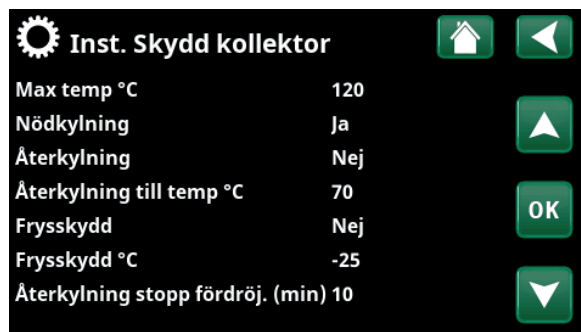 Inst. Skydd kollektor
Max temp °C 120
Nödkylning Ja
Återkylning Nej
Återkylning till temp °C 70
Frysskydd Nej
Frysskydd °C -25
Återkylning stopp fördröj. (min) 10
OK